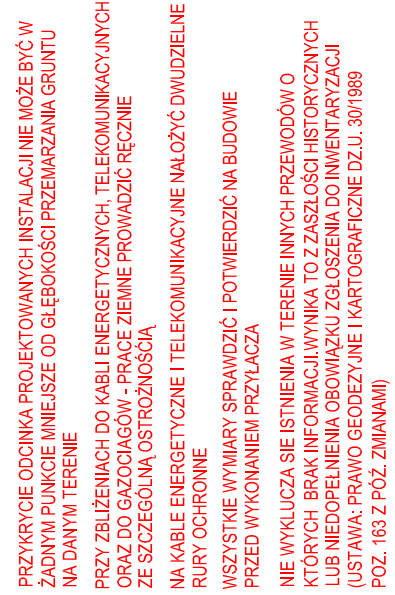 PRZYKRYCIE ODCINKA PROJEKTOWANYCH INSTALACJI NIE MOŻE BYĆ W
ŻADNYM PUNKCIE MNIEJSZE OD GŁĘBOKOŚCI PRZEMARZANIA GRUNTU
NA DANYM TERENIE
PRZY ZBLIŻENIACH DO KABLI ENERGETYCZNYCH, TELEKOMUNIKACYJNYCH
ORAZ DO GAZOCIAGÓW - PRACE ZIEMNE PROWADZIĆ RĘCZNIE
ZE SZCZEGÓLNĄ OSTROŻNOŚCIĄ
NA KABLE ENERGETYCZNE I TELEKOMUNIKACYJNE NAŁOŻYĆ DWUDZIELNE
RURY OCHRONNE
WSZYSTKIE WYMIARY SPRAWDZIĆ I POTWIERDZIĆ NA BUDOWIE
PRZED WYKONANIEM PRZYŁACZA
NIE WYKLUCZA SIE ISTNIENIA W TERENIE INNYCH PRZEWODÓW O
KTÓRYCH BRAK INFORMACJI.WYNIKA TO Z ZASZŁOŚCI HISTORYCZNYCH
LUB NIEDOPEŁNIENIA OBOWIĄZKU ZGŁOSZENIA DO INWENTARYZACJI
(USTAWA: PRAWO GEODEZYJNE I KARTOGRAFICZNE DZ.U. 30/1989
POZ. 163 Z PÓŹ. ZMIANAMI)